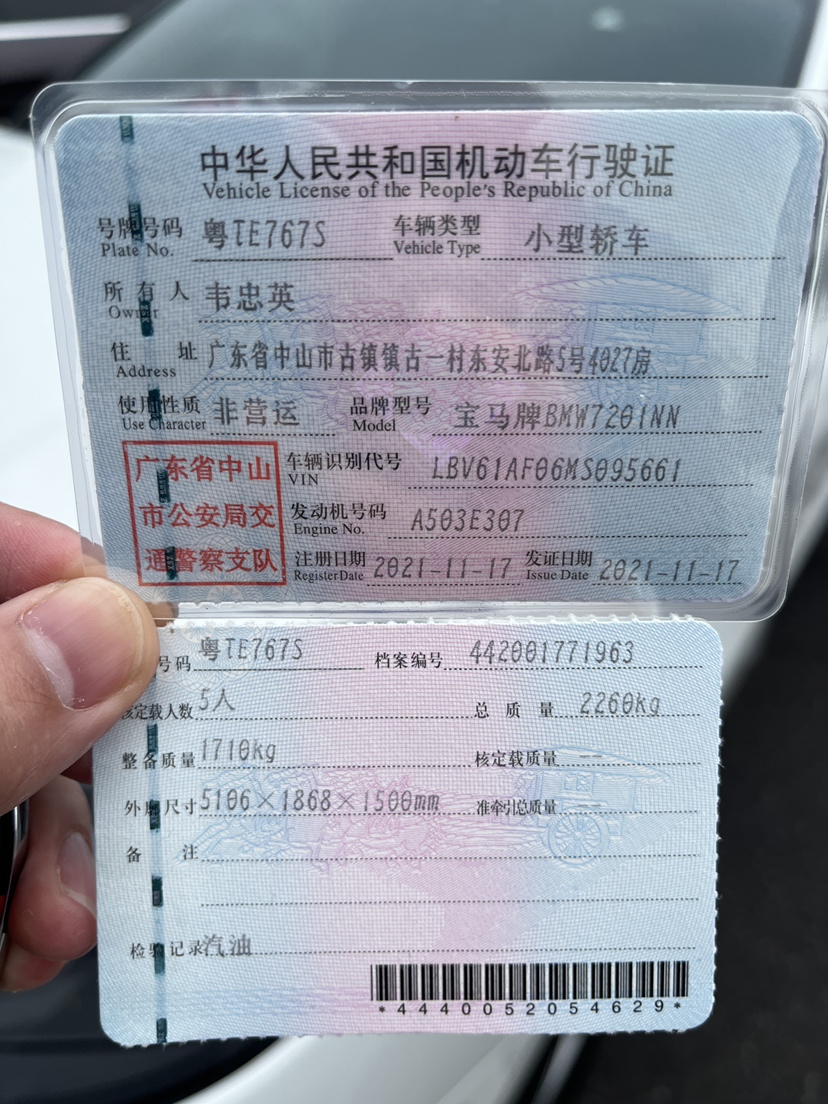 中华人民共和国机动车行驶证
Vehicle License of the People's Republic of China
号牌号码 粤TE767S 车辆类型 小型轿车
Plate No. Vehicle Type
所有人 韦忠英
Owner
住址 广东省中山市古镇镇古一村东安北路5号4027房
Address
使用性质 非营运 品牌型号 宝马牌BMW7201NN
Use Character Model
广东省中山
市公安局交
通警察支队
车辆识别代号 LBV61AF06MS095661
VIN
发动机号码 A503E307
Engine No.
注册日期 2021-11-17 发证日期 2021-11-17
Register Date Issue Date
号码 粤TE767S 档案编号 442001771963
核定载人数 5人 总质量 2260kg
整备质量 1710kg 核定载质量 --
外廓尺寸 5106×1868×1500mm 准牵引总质量 --
备注
检验记录 汽油
*4440052054629*